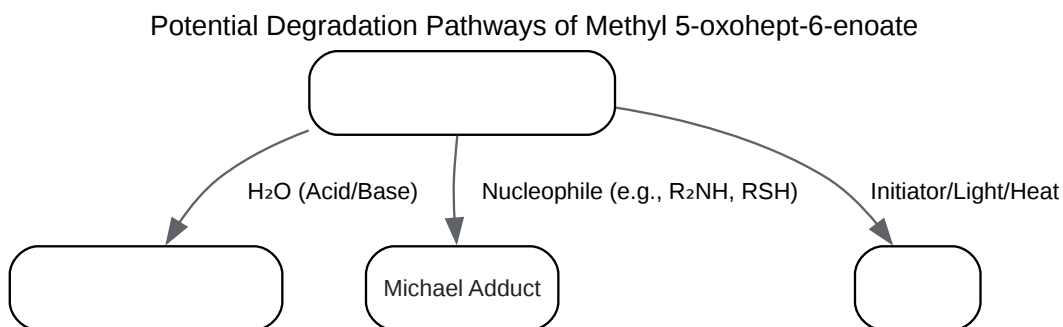 Potential Degradation Pathways of Methyl 5-oxohept-6-enoate
H₂O (Acid/Base)
Nucleophile (e.g., R₂NH, RSH)
Initiator/Light/Heat
Michael Adduct